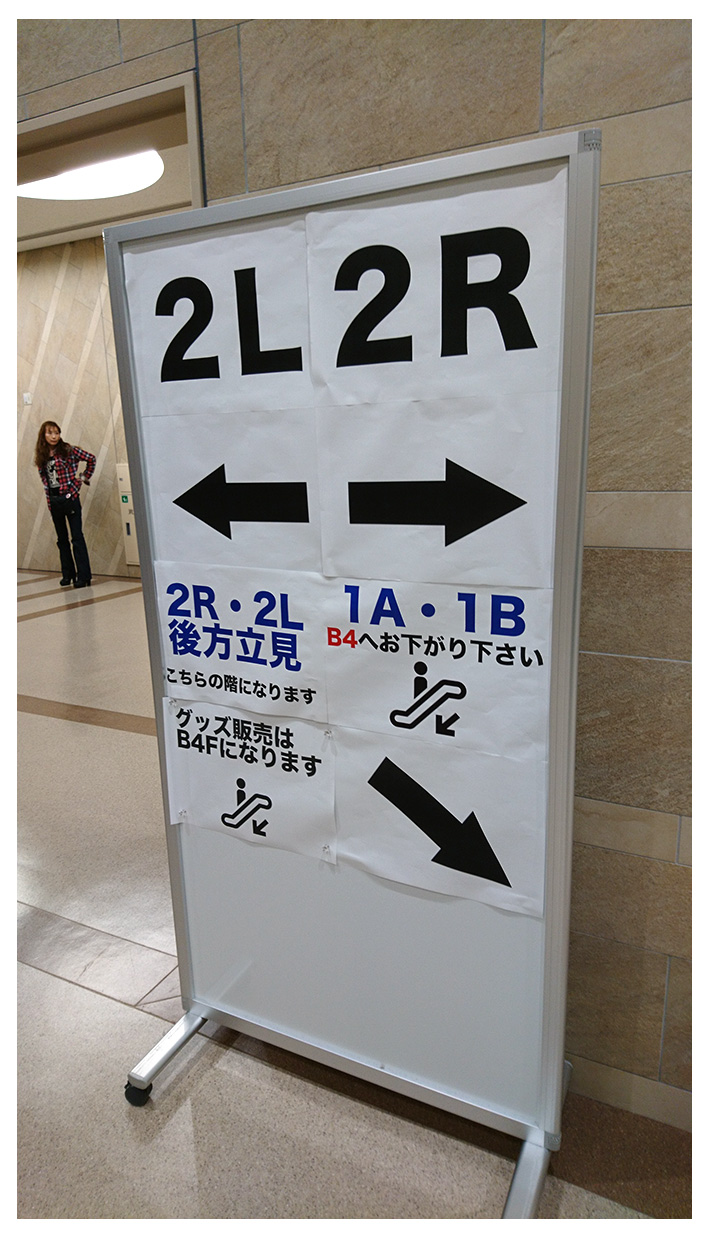 2L 2R
2R・2L
後方立見
こちらの階になります
1A・1B
B4へお下がり下さい
グッズ販売は
B4Fになります